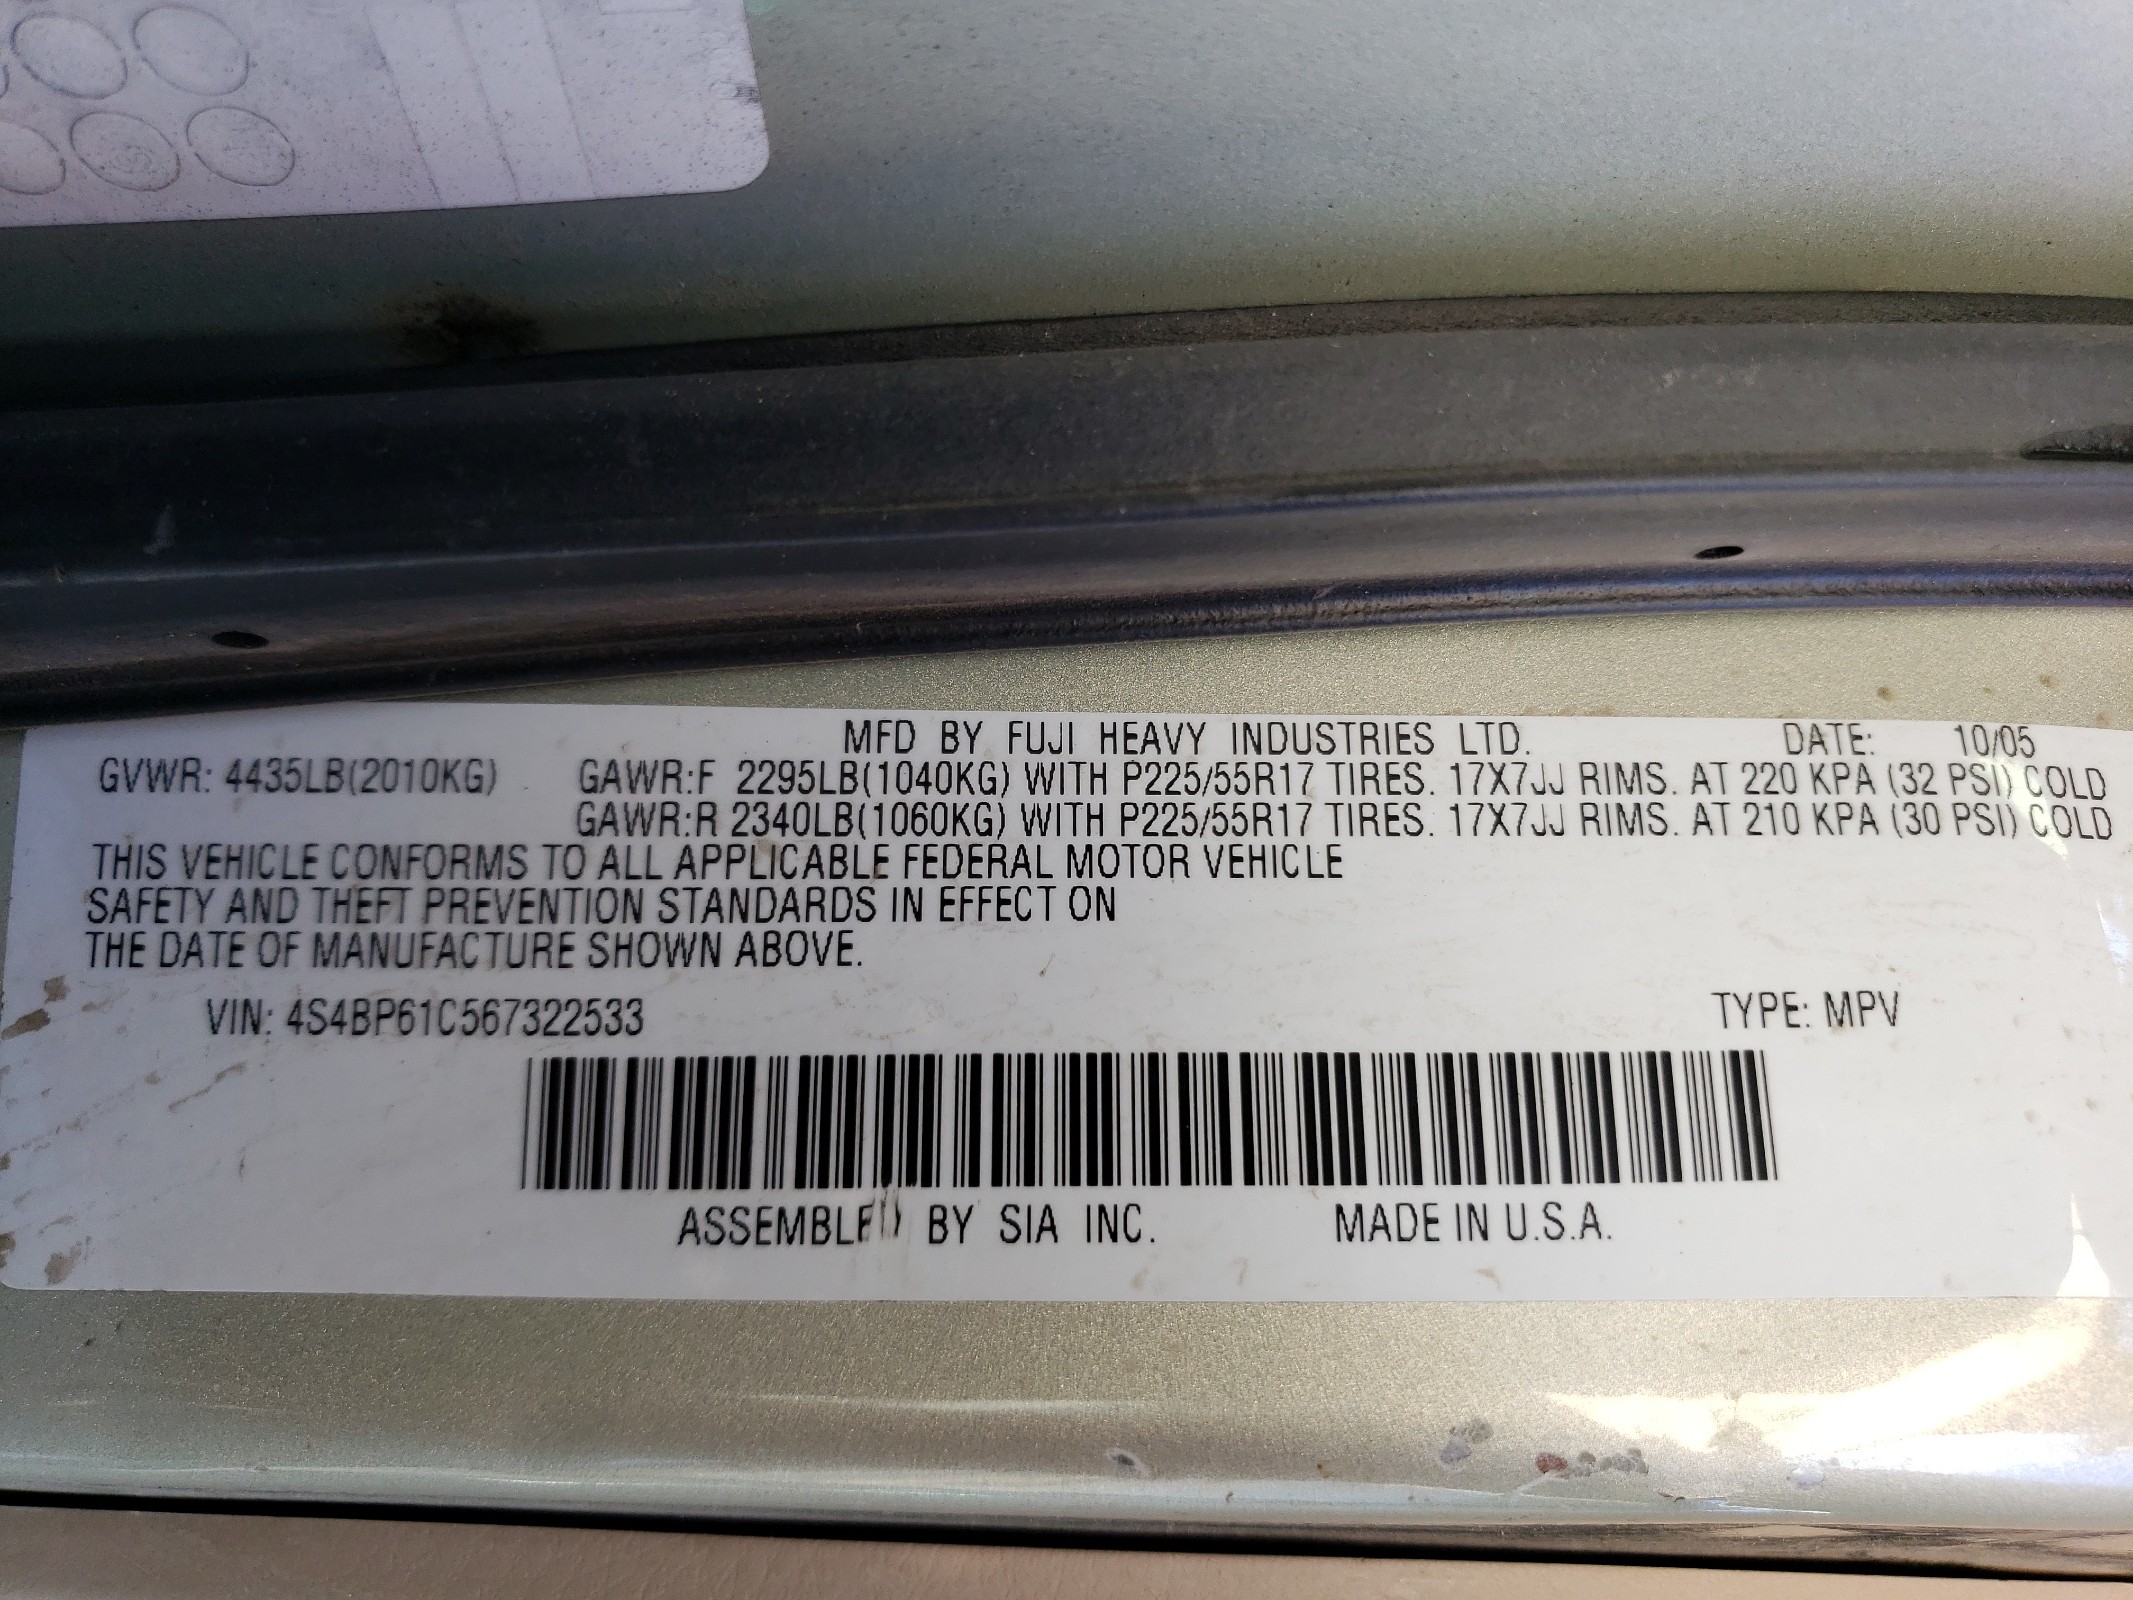 MFD BY FUJI HEAVY INDUSTRIES LTD. DATE: 10/05
GVWR: 4435LB(2010KG) GAWR:F 2295LB(1040KG) WITH P225/55R17 TIRES. 17X7JJ RIMS. AT 220 KPA (32 PSI) COLD
GAWR:R 2340LB(1060KG) WITH P225/55R17 TIRES. 17X7JJ RIMS. AT 210 KPA (30 PSI) COLD
THIS VEHICLE CONFORMS TO ALL APPLICABLE FEDERAL MOTOR VEHICLE
SAFETY AND THEFT PREVENTION STANDARDS IN EFFECT ON
THE DATE OF MANUFACTURE SHOWN ABOVE.
VIN: 4S4BP61C567322533 TYPE: MPV
ASSEMBLED BY SIA INC. MADE IN U.S.A.